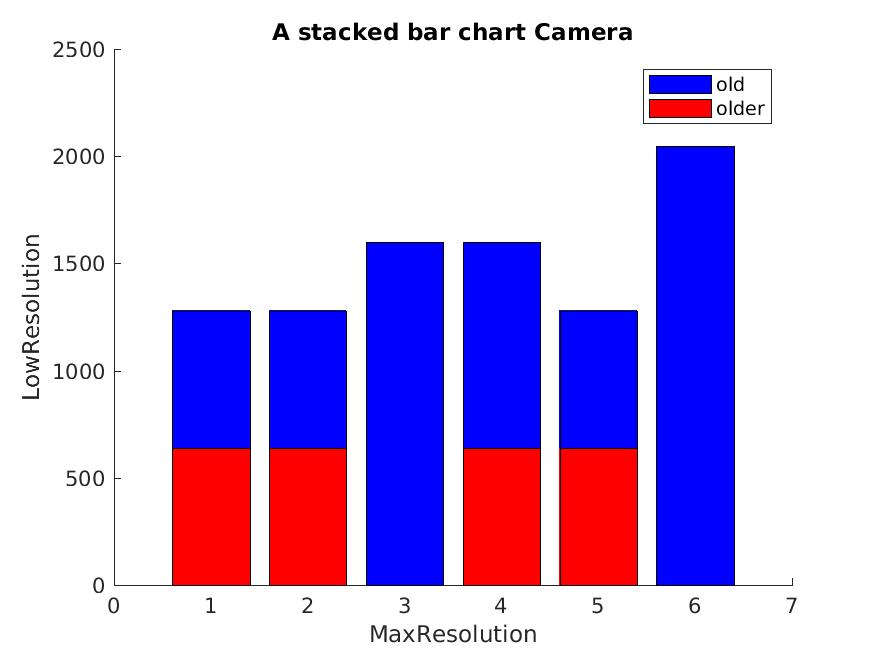 A stacked bar chart Camera
2500
2000
1500
1000
500
0
LowResolution
old
older
0 1 2 3 4 5 6 7
MaxResolution